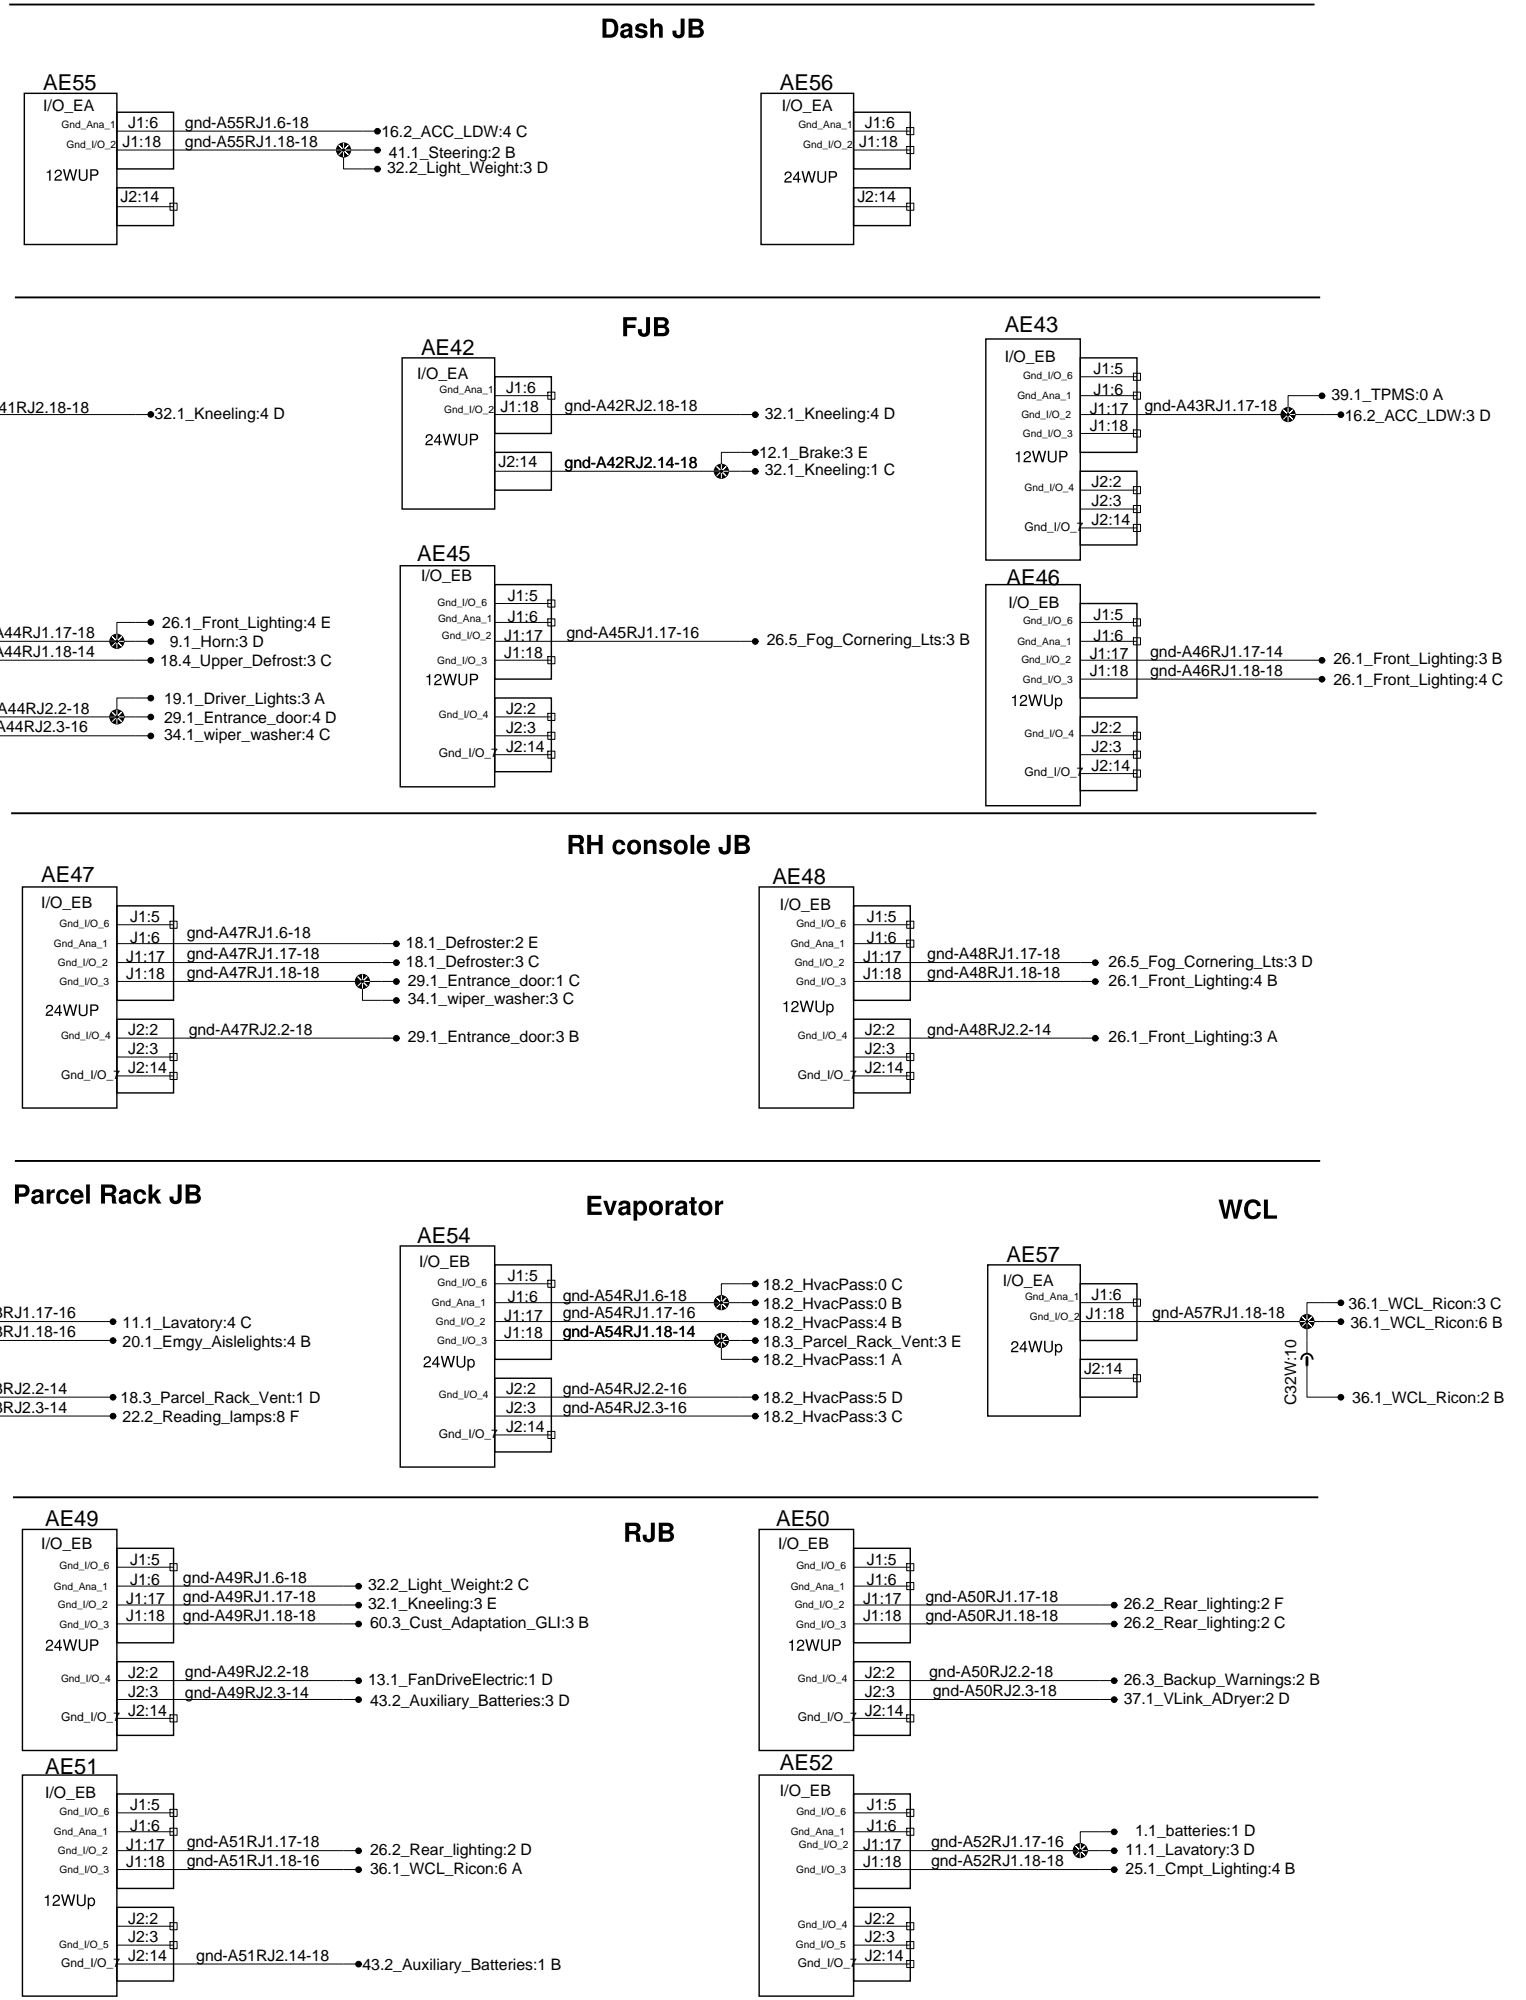 Dash JB
AE55
I/O_EA
Gnd_Ana_1 J1:6 gnd-A55RJ1.6-18 16.2_ACC_LDW:4 C
Gnd_I/O_2 J1:18 gnd-A55RJ1.18-18 41.1_Steering:2 B
32.2_Light_Weight:3 D
12WUP
J2:14
AE56
I/O_EA
Gnd_Ana_1 J1:6
Gnd_I/O_2 J1:18
24WUP
J2:14
FJB
41RJ2.18-18 32.1_Kneeling:4 D
AE42
I/O_EA
Gnd_Ana_1 J1:6
Gnd_I/O_2 J1:18 gnd-A42RJ2.18-18 32.1_Kneeling:4 D
24WUP
12.1_Brake:3 E
J2:14 gnd-A42RJ2.14-18 32.1_Kneeling:1 C
AE43
I/O_EB
Gnd_I/O_6 J1:5
Gnd_Ana_1 J1:6 39.1_TPMS:0 A
Gnd_I/O_2 J1:17 gnd-A43RJ1.17-18 16.2_ACC_LDW:3 D
Gnd_I/O_3 J1:18
12WUP
Gnd_I/O_4 J2:2
J2:3
Gnd_I/O_7 J2:14
26.1_Front_Lighting:4 E
A44RJ1.17-18 9.1_Horn:3 D
A44RJ1.18-14 18.4_Upper_Defrost:3 C
19.1_Driver_Lights:3 A
A44RJ2.2-18 29.1_Entrance_door:4 D
A44RJ2.3-16 34.1_wiper_washer:4 C
AE45
I/O_EB
Gnd_I/O_6 J1:5
Gnd_Ana_1 J1:6
Gnd_I/O_2 J1:17 gnd-A45RJ1.17-16 26.5_Fog_Cornering_Lts:3 B
Gnd_I/O_3 J1:18
12WUP
Gnd_I/O_4 J2:2
J2:3
Gnd_I/O_7 J2:14
AE46
I/O_EB
Gnd_I/O_6 J1:5
Gnd_Ana_1 J1:6
Gnd_I/O_2 J1:17 gnd-A46RJ1.17-14 26.1_Front_Lighting:3 B
Gnd_I/O_3 J1:18 gnd-A46RJ1.18-18 26.1_Front_Lighting:4 C
12WUp
Gnd_I/O_4 J2:2
J2:3
Gnd_I/O_7 J2:14
RH console JB
AE47
I/O_EB
Gnd_I/O_6 J1:5
Gnd_Ana_1 J1:6 gnd-A47RJ1.6-18 18.1_Defroster:2 E
Gnd_I/O_2 J1:17 gnd-A47RJ1.17-18 18.1_Defroster:3 C
Gnd_I/O_3 J1:18 gnd-A47RJ1.18-18 29.1_Entrance_door:1 C
34.1_wiper_washer:3 C
24WUP
Gnd_I/O_4 J2:2 gnd-A47RJ2.2-18 29.1_Entrance_door:3 B
J2:3
Gnd_I/O_7 J2:14
AE48
I/O_EB
Gnd_I/O_6 J1:5
Gnd_Ana_1 J1:6
Gnd_I/O_2 J1:17 gnd-A48RJ1.17-18 26.5_Fog_Cornering_Lts:3 D
Gnd_I/O_3 J1:18 gnd-A48RJ1.18-18 26.1_Front_Lighting:4 B
12WUp
Gnd_I/O_4 J2:2 gnd-A48RJ2.2-14 26.1_Front_Lighting:3 A
J2:3
Gnd_I/O_7 J2:14
Parcel Rack JB
3RJ1.17-16 11.1_Lavatory:4 C
3RJ1.18-16 20.1_Emgy_Aislelights:4 B
3RJ2.2-14 18.3_Parcel_Rack_Vent:1 D
3RJ2.3-14 22.2_Reading_lamps:8 F
Evaporator
AE54
I/O_EB
Gnd_I/O_6 J1:5 18.2_HvacPass:0 C
Gnd_Ana_1 J1:6 gnd-A54RJ1.6-18 18.2_HvacPass:0 B
Gnd_I/O_2 J1:17 gnd-A54RJ1.17-16 18.2_HvacPass:4 B
Gnd_I/O_3 J1:18 gnd-A54RJ1.18-14 18.3_Parcel_Rack_Vent:3 E
24WUp 18.2_HvacPass:1 A
Gnd_I/O_4 J2:2 gnd-A54RJ2.2-16 18.2_HvacPass:5 D
J2:3 gnd-A54RJ2.3-16 18.2_HvacPass:3 C
Gnd_I/O_7 J2:14
WCL
AE57
I/O_EA
Gnd_Ana_1 J1:6 36.1_WCL_Ricon:3 C
Gnd_I/O_2 J1:18 gnd-A57RJ1.18-18 36.1_WCL_Ricon:6 B
24WUp
J2:14
C32W:10
36.1_WCL_Ricon:2 B
RJB
AE49
I/O_EB
Gnd_I/O_6 J1:5
Gnd_Ana_1 J1:6 gnd-A49RJ1.6-18 32.2_Light_Weight:2 C
Gnd_I/O_2 J1:17 gnd-A49RJ1.17-18 32.1_Kneeling:3 E
Gnd_I/O_3 J1:18 gnd-A49RJ1.18-18 60.3_Cust_Adaptation_GLI:3 B
24WUP
Gnd_I/O_4 J2:2 gnd-A49RJ2.2-18 13.1_FanDriveElectric:1 D
J2:3 gnd-A49RJ2.3-14 43.2_Auxiliary_Batteries:3 D
Gnd_I/O_7 J2:14
AE50
I/O_EB
Gnd_I/O_6 J1:5
Gnd_Ana_1 J1:6
Gnd_I/O_2 J1:17 gnd-A50RJ1.17-18 26.2_Rear_lighting:2 F
Gnd_I/O_3 J1:18 gnd-A50RJ1.18-18 26.2_Rear_lighting:2 C
12WUP
Gnd_I/O_4 J2:2 gnd-A50RJ2.2-18 26.3_Backup_Warnings:2 B
J2:3 gnd-A50RJ2.3-18 37.1_VLink_ADryer:2 D
Gnd_I/O_7 J2:14
AE51
I/O_EB
Gnd_I/O_6 J1:5
Gnd_Ana_1 J1:6
Gnd_I/O_2 J1:17 gnd-A51RJ1.17-18 26.2_Rear_lighting:2 D
Gnd_I/O_3 J1:18 gnd-A51RJ1.18-16 36.1_WCL_Ricon:6 A
12WUp
J2:2
Gnd_I/O_5 J2:3
Gnd_I/O_7 J2:14 gnd-A51RJ2.14-18 43.2_Auxiliary_Batteries:1 B
AE52
I/O_EB
Gnd_I/O_6 J1:5
Gnd_Ana_1 J1:6 1.1_batteries:1 D
Gnd_I/O_2 J1:17 gnd-A52RJ1.17-16 11.1_Lavatory:3 D
Gnd_I/O_3 J1:18 gnd-A52RJ1.18-18 25.1_Cmpt_Lighting:4 B
Gnd_I/O_4 J2:2
Gnd_I/O_5 J2:3
Gnd_I/O_7 J2:14